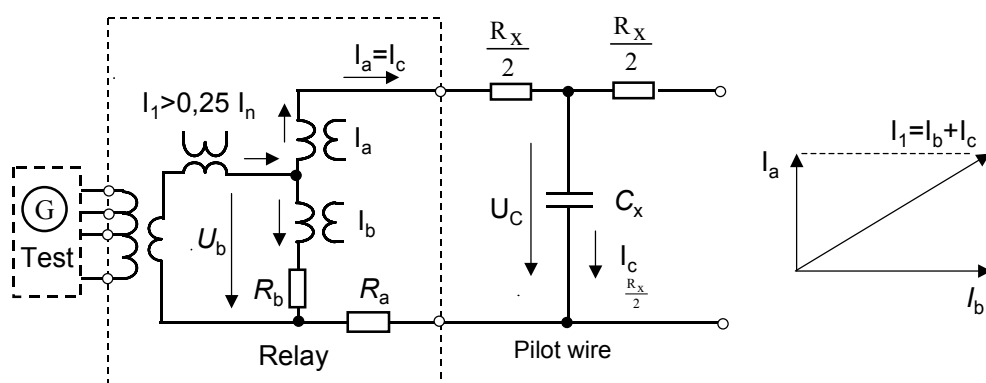 R_X/2
R_X/2
I_a=I_c
I_1>0,25 I_n
I_a
I_1=I_b+I_c
I_a
G
Test
U_b
I_b
U_C
C_x
I_c
R_X/2
R_b
R_a
I_b
Relay
Pilot wire